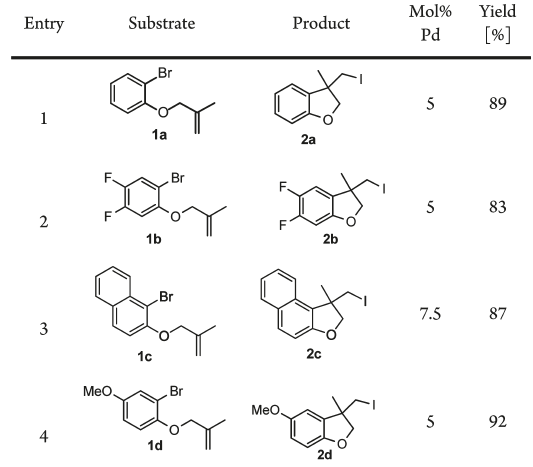 Entry Substrate Product Mol% Pd Yield [%]
1 Br O 1a I O 2a 5 89
2 F F Br O 1b F F I O 2b 5 83
3 Br O 1c I O 2c 7.5 87
4 MeO Br O 1d MeO I O 2d 5 92